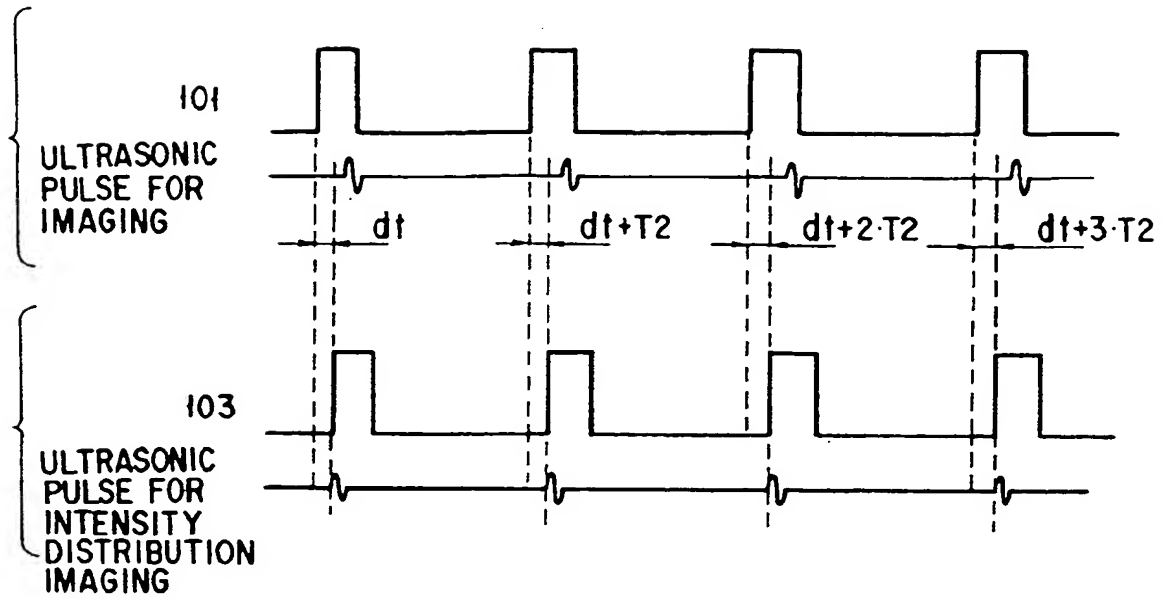 101
ULTRASONIC
PULSE FOR
IMAGING
dt
dt+T2
dt+2·T2
dt+3·T2
103
ULTRASONIC
PULSE FOR
INTENSITY
DISTRIBUTION
IMAGING